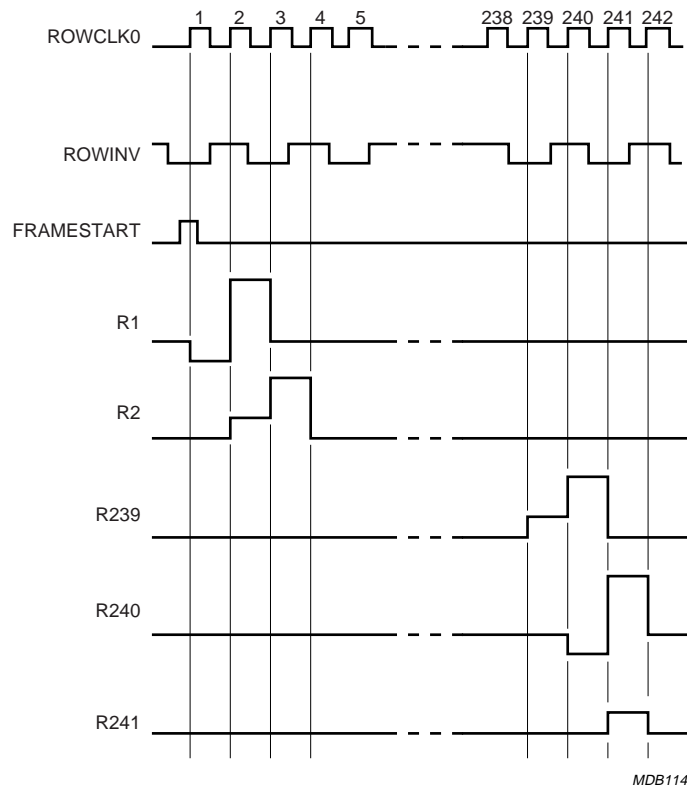 1 2 3 4 5 238 239 240 241 242
ROWCLK0
ROWINV
FRAMESTART
R1
R2
R239
R240
R241
MDB114